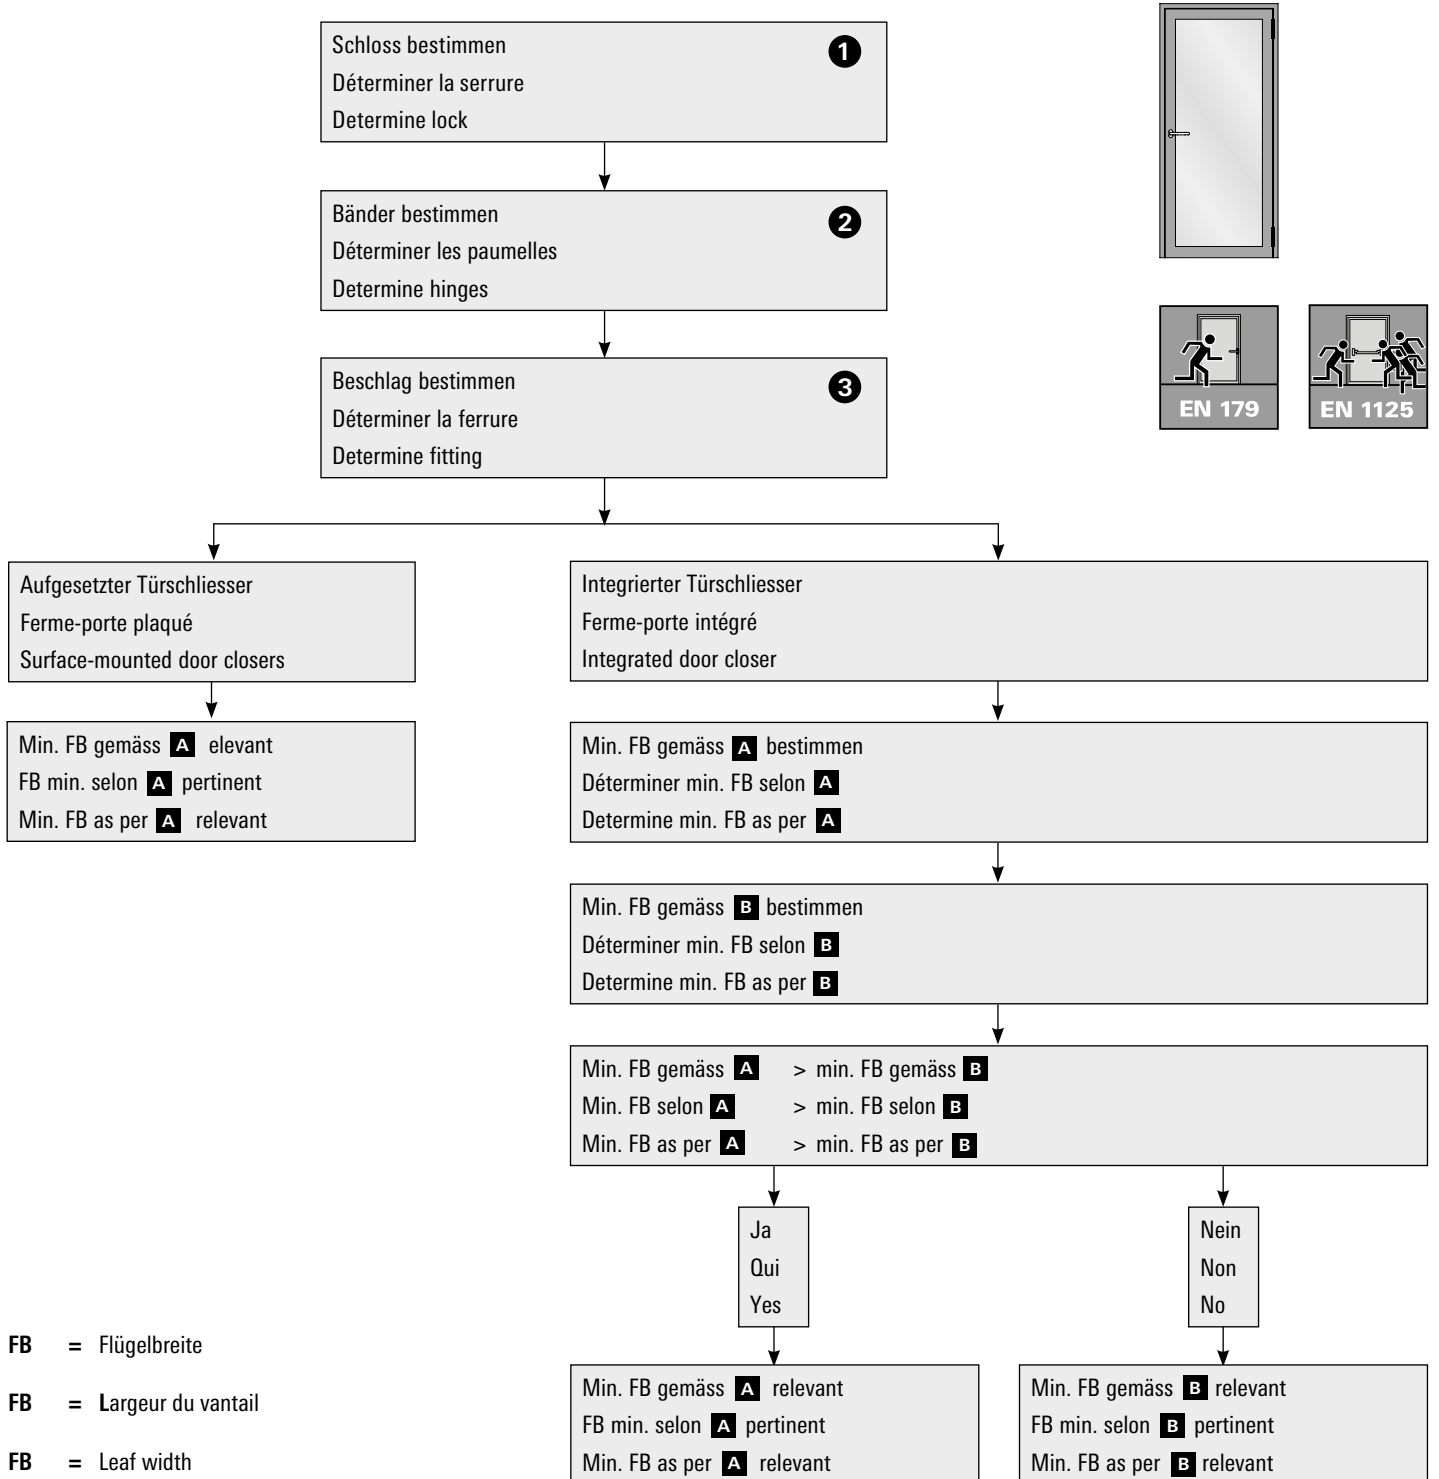 Schloss bestimmen
1
Déterminer la serrure
Determine lock
Bänder bestimmen
2
Déterminer les paumelles
Determine hinges
Beschlag bestimmen
3
Déterminer la ferrure
Determine fitting
EN 179
EN 1125
Aufgesetzter Türschliesser
Ferme-porte plaqué
Surface-mounted door closers
Integrierter Türschliesser
Ferme-porte intégré
Integrated door closer
Min. FB gemäss A elevant
FB min. selon A pertinent
Min. FB as per A relevant
Min. FB gemäss A bestimmen
Déterminer min. FB selon A
Determine min. FB as per A
Min. FB gemäss B bestimmen
Déterminer min. FB selon B
Determine min. FB as per B
Min. FB gemäss A > min. FB gemäss B
Min. FB selon A > min. FB selon B
Min. FB as per A > min. FB as per B
Ja
Qui
Yes
Nein
Non
No
Min. FB gemäss A relevant
FB min. selon A pertinent
Min. FB as per A relevant
Min. FB gemäss B relevant
FB min. selon B pertinent
Min. FB as per B relevant
FB = Flügelbreite
FB = Largeur du vantail
FB = Leaf width